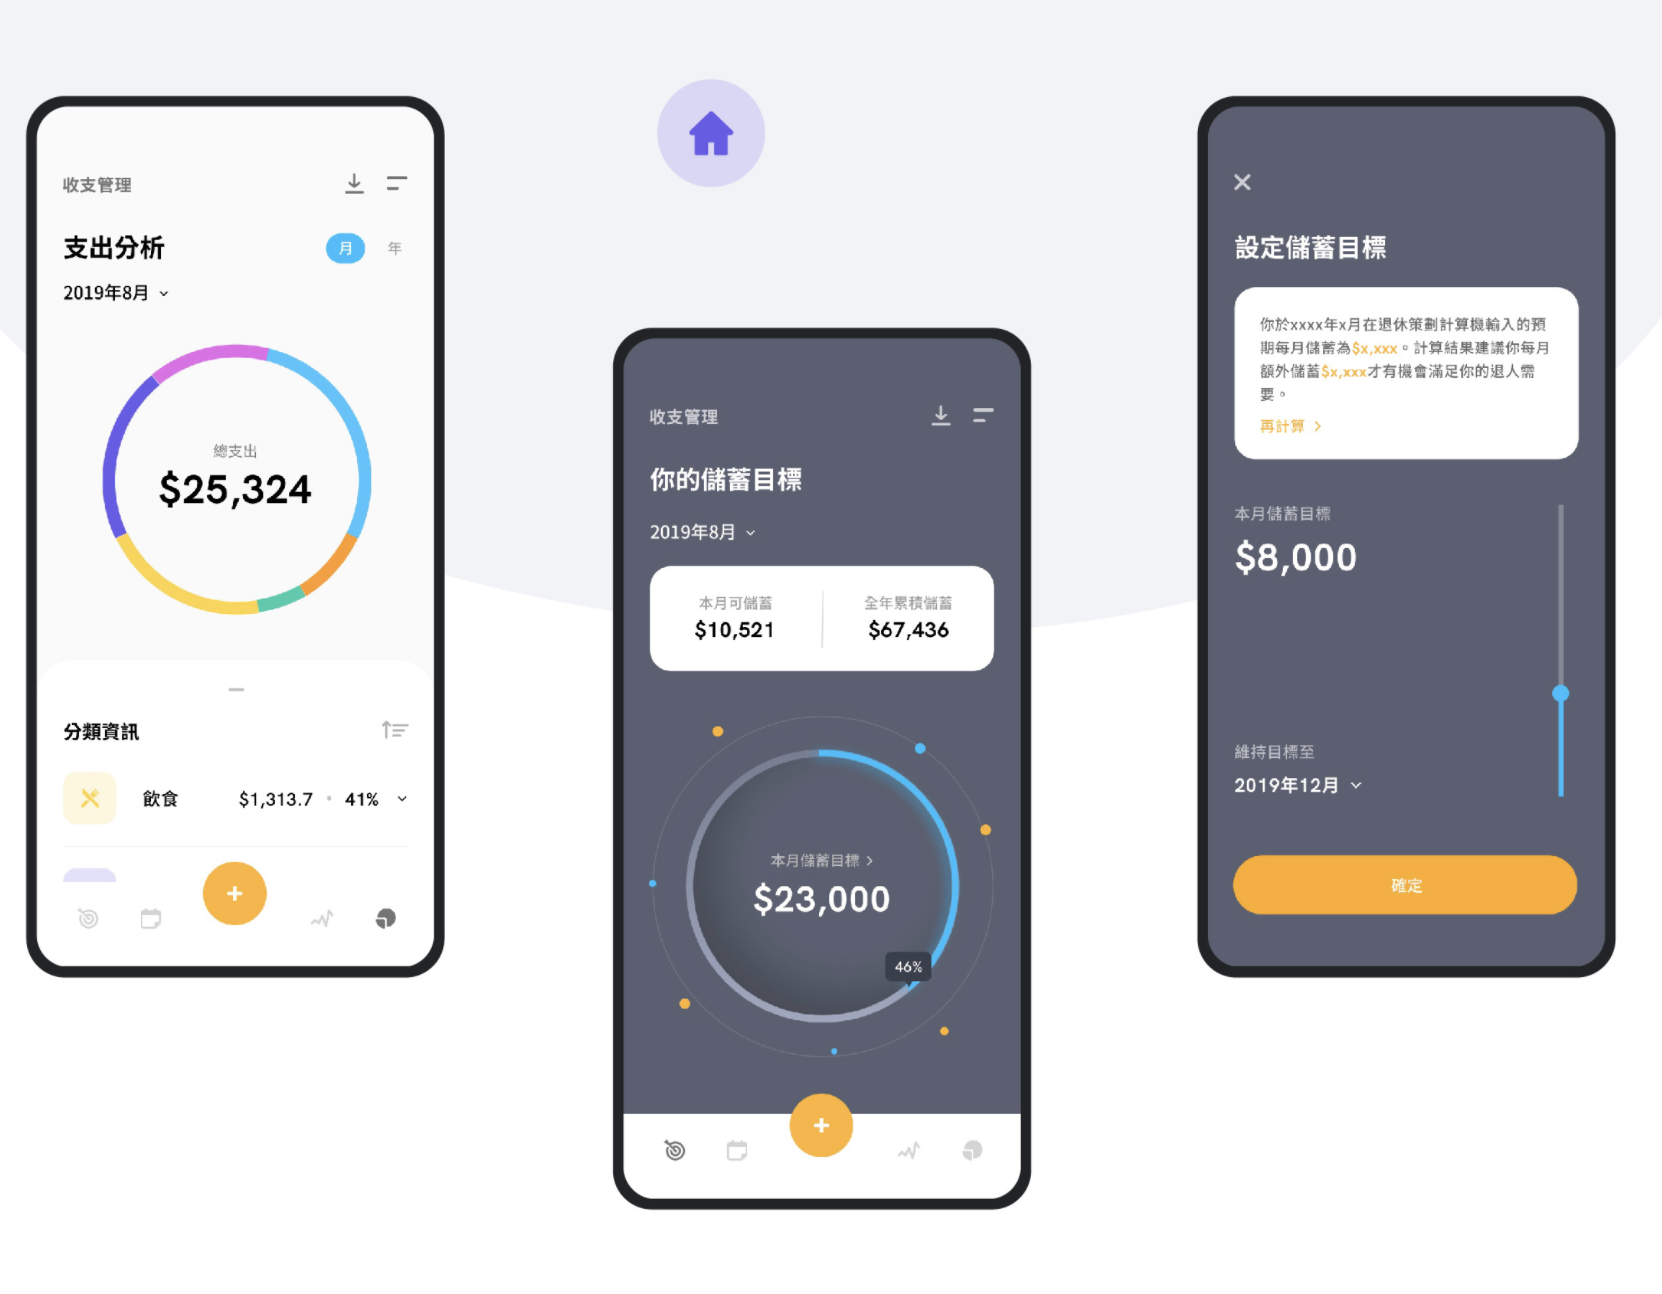 收支管理
支出分析
月
年
2019年8月
總支出
$25,324
分類資訊
飲食
$1,313.7 • 41%
+
收支管理
你的儲蓄目標
2019年8月
本月可儲蓄
$10,521
全年累積儲蓄
$67,436
本月儲蓄目標 >
$23,000
46%
+
設定儲蓄目標
你於xxxx年x月在退休策劃計算機輸入的預
期每月儲蓄為$x,xxx。計算結果建議你每月
額外儲蓄$x,xxx才有機會滿足你的退人需
要。
再計算 >
本月儲蓄目標
$8,000
維持目標至
2019年12月
確定